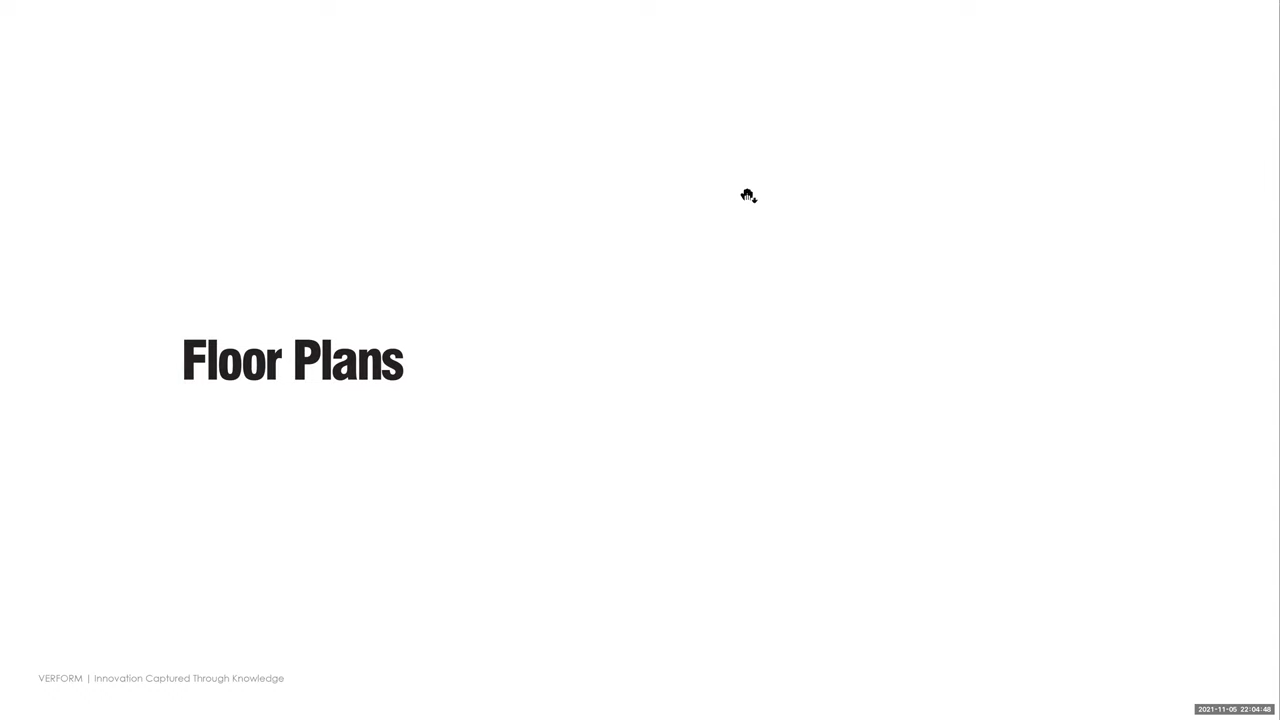 Floor Plans
VERFORM | Innovation Captured Through Knowledge
2021-11-05 22:04:48